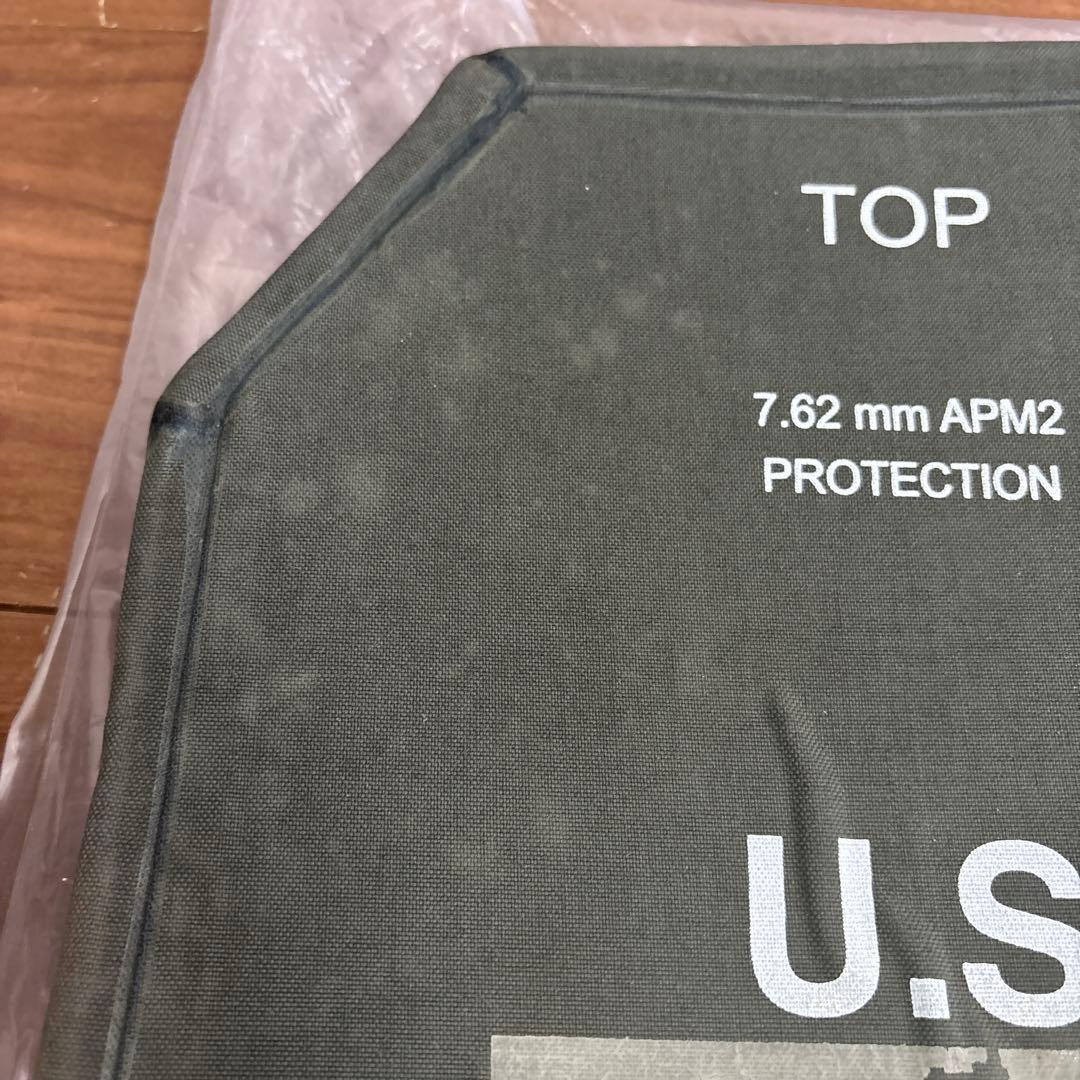 TOP
7.62 mm APM2
PROTECTION
U.S